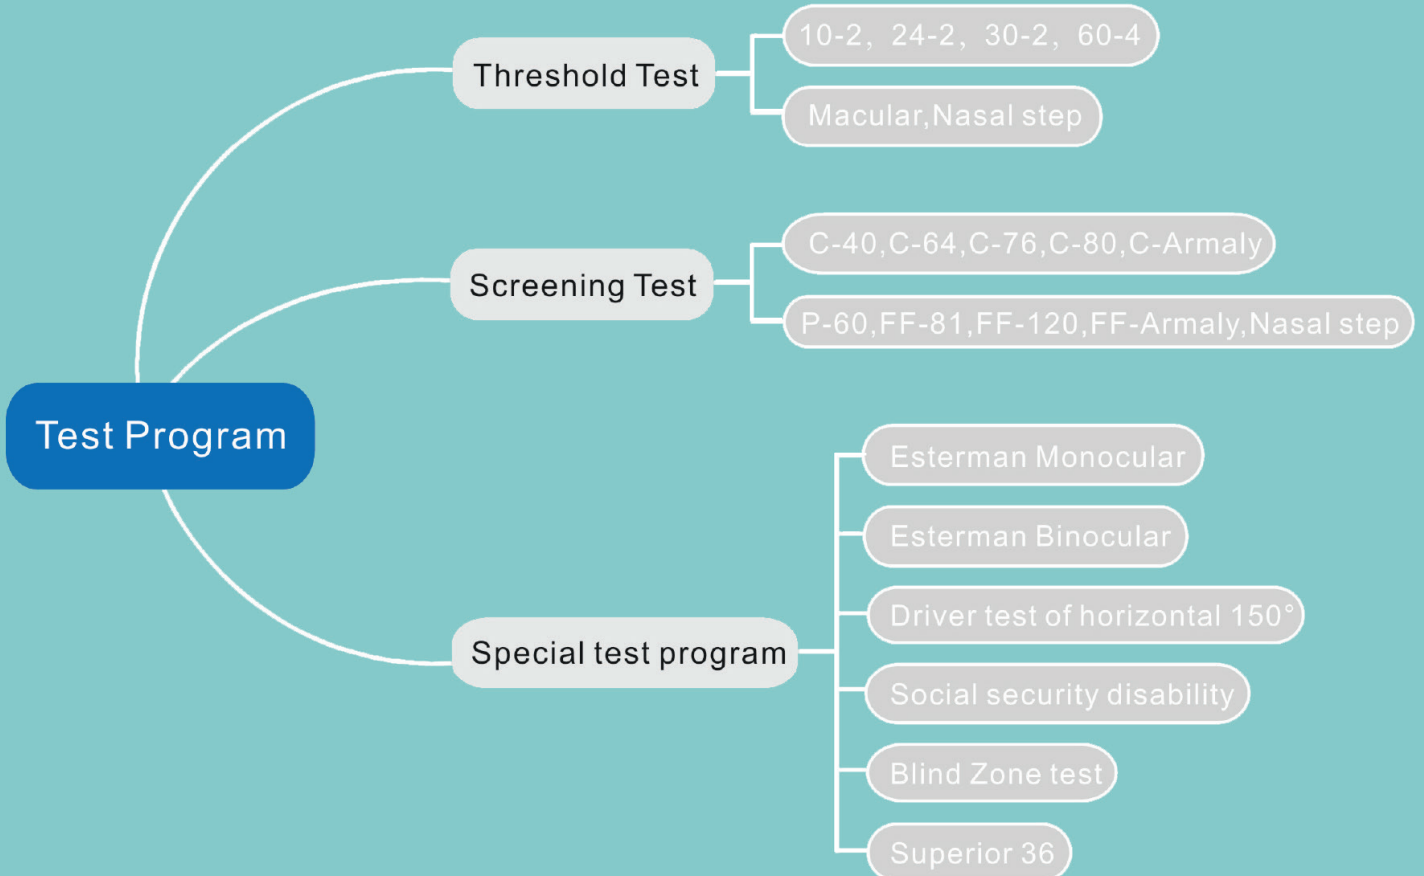 Test Program
Threshold Test
10-2, 24-2, 30-2, 60-4
Macular,Nasal step
Screening Test
C-40,C-64,C-76,C-80,C-Armaly
P-60,FF-81,FF-120,FF-Armaly,Nasal step
Special test program
Esterman Monocular
Esterman Binocular
Driver test of horizontal 150°
Social security disability
Blind Zone test
Superior 36